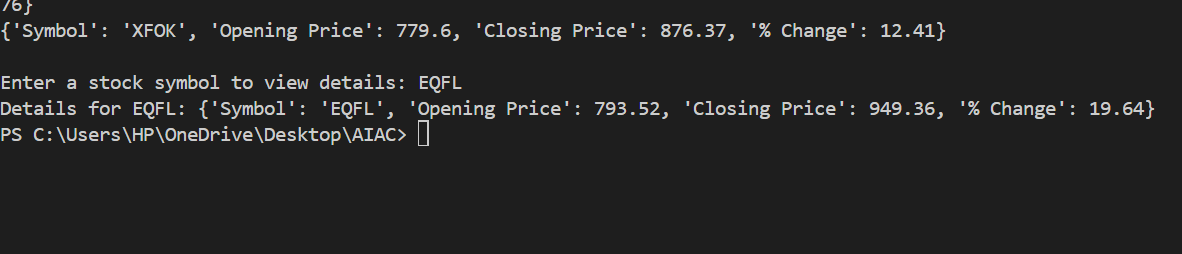 76}
{'Symbol': 'XFOK', 'Opening Price': 779.6, 'Closing Price': 876.37, '% Change': 12.41}
Enter a stock symbol to view details: EQFL
Details for EQFL: {'Symbol': 'EQFL', 'Opening Price': 793.52, 'Closing Price': 949.36, '% Change': 19.64}
PS C:\Users\HP\OneDrive\Desktop\AIAC>